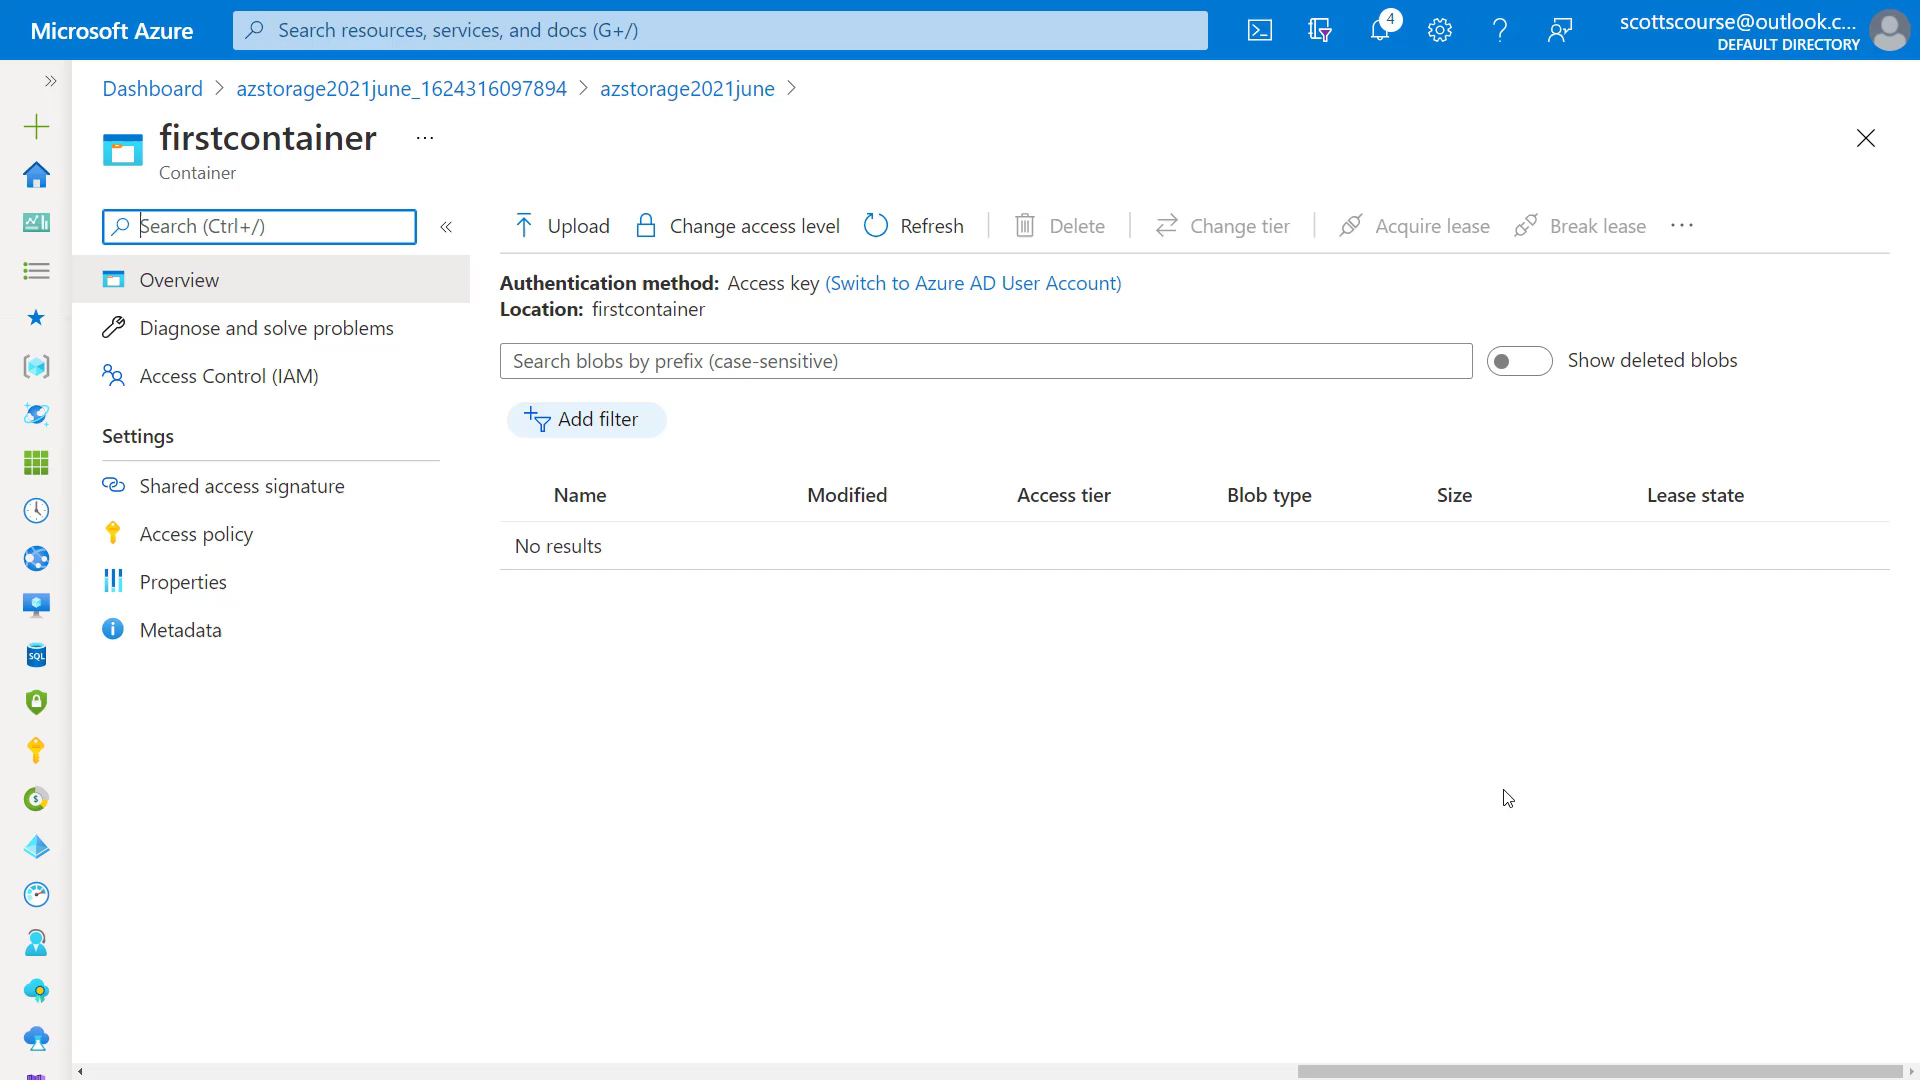 Microsoft Azure
Search resources, services, and docs (G+/)
4
scottscourse@outlook.c...
DEFAULT DIRECTORY
Dashboard > azstorage2021june_1624316097894 > azstorage2021june >
firstcontainer ...
Container
Search (Ctrl+/)
Overview
Diagnose and solve problems
Access Control (IAM)
Settings
Shared access signature
Access policy
Properties
Metadata
Upload Change access level Refresh Delete Change tier Acquire lease Break lease ...
Authentication method: Access key (Switch to Azure AD User Account)
Location: firstcontainer
Search blobs by prefix (case-sensitive)
Show deleted blobs
Add filter
Name Modified Access tier Blob type Size Lease state
No results
SQL